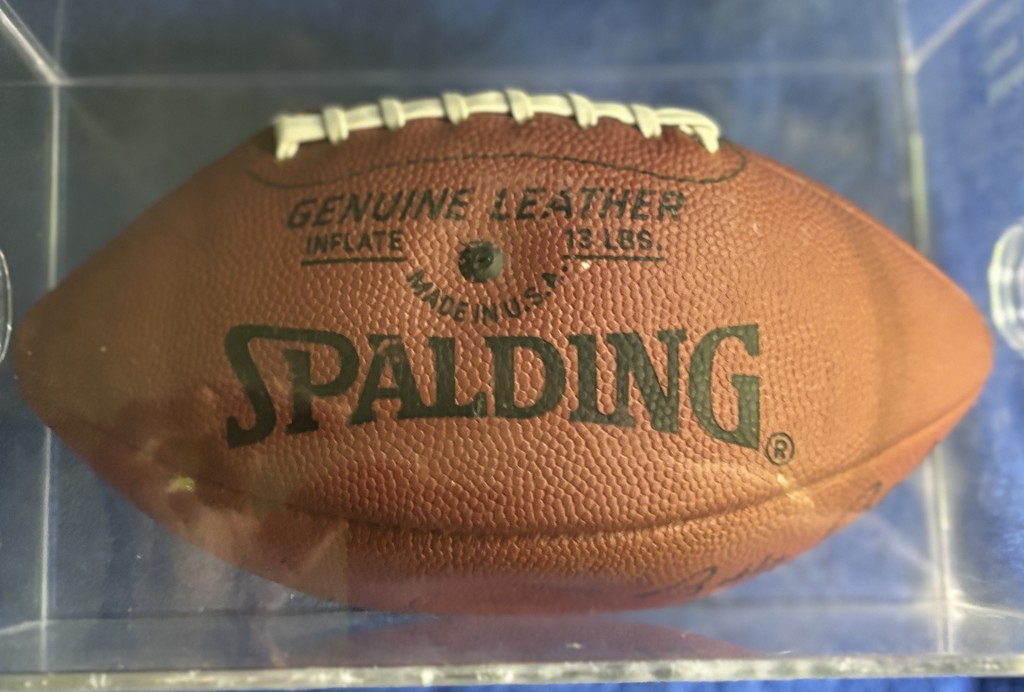 GENUINE LEATHER
INFLATE 13 LBS.
MADE IN U.S.A.
SPALDING®